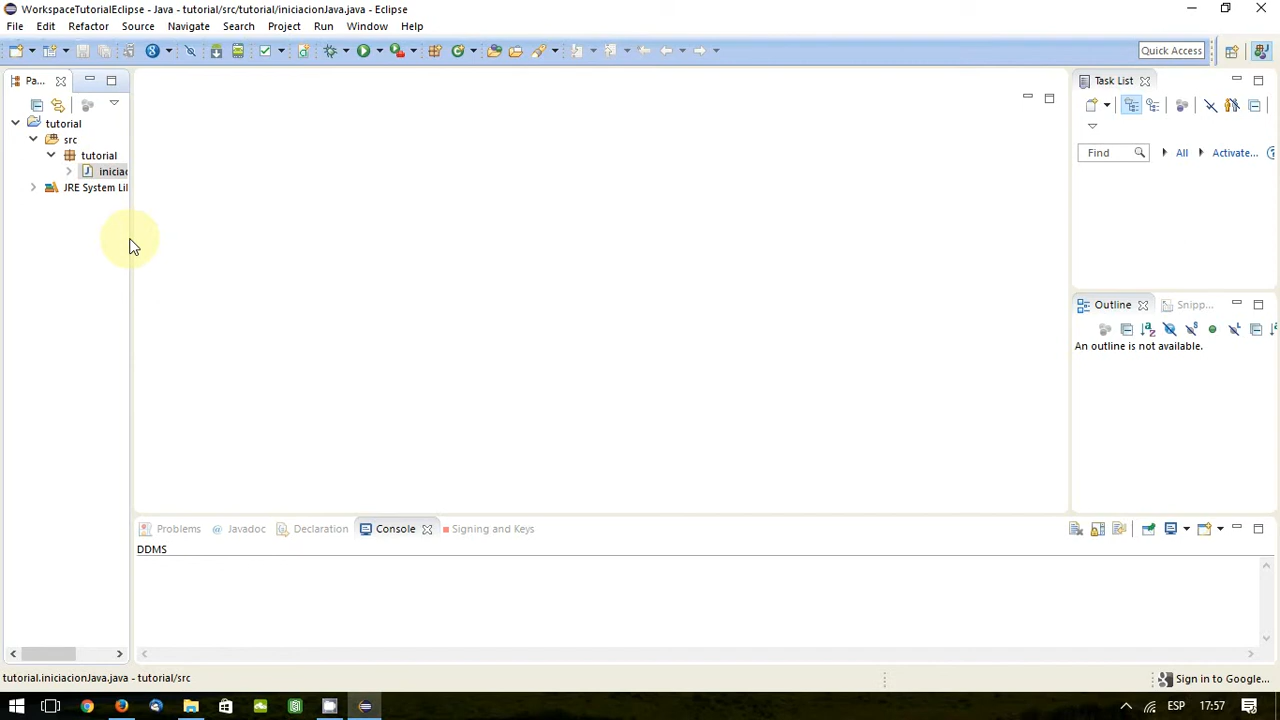 WorkspaceTutorialEclipse - Java - tutorial/src/tutorial/iniciacionJava.java - Eclipse
File Edit Refactor Source Navigate Search Project Run Window Help
Quick Access
Pa...
Task List
tutorial
src
tutorial
iniciac
JRE System Li
Find All Activate...
Outline Snipp...
An outline is not available.
Problems Javadoc Declaration Console Signing and Keys
DDMS
tutorial.iniciacionJava.java - tutorial/src
Sign in to Google...
ESP 17:57